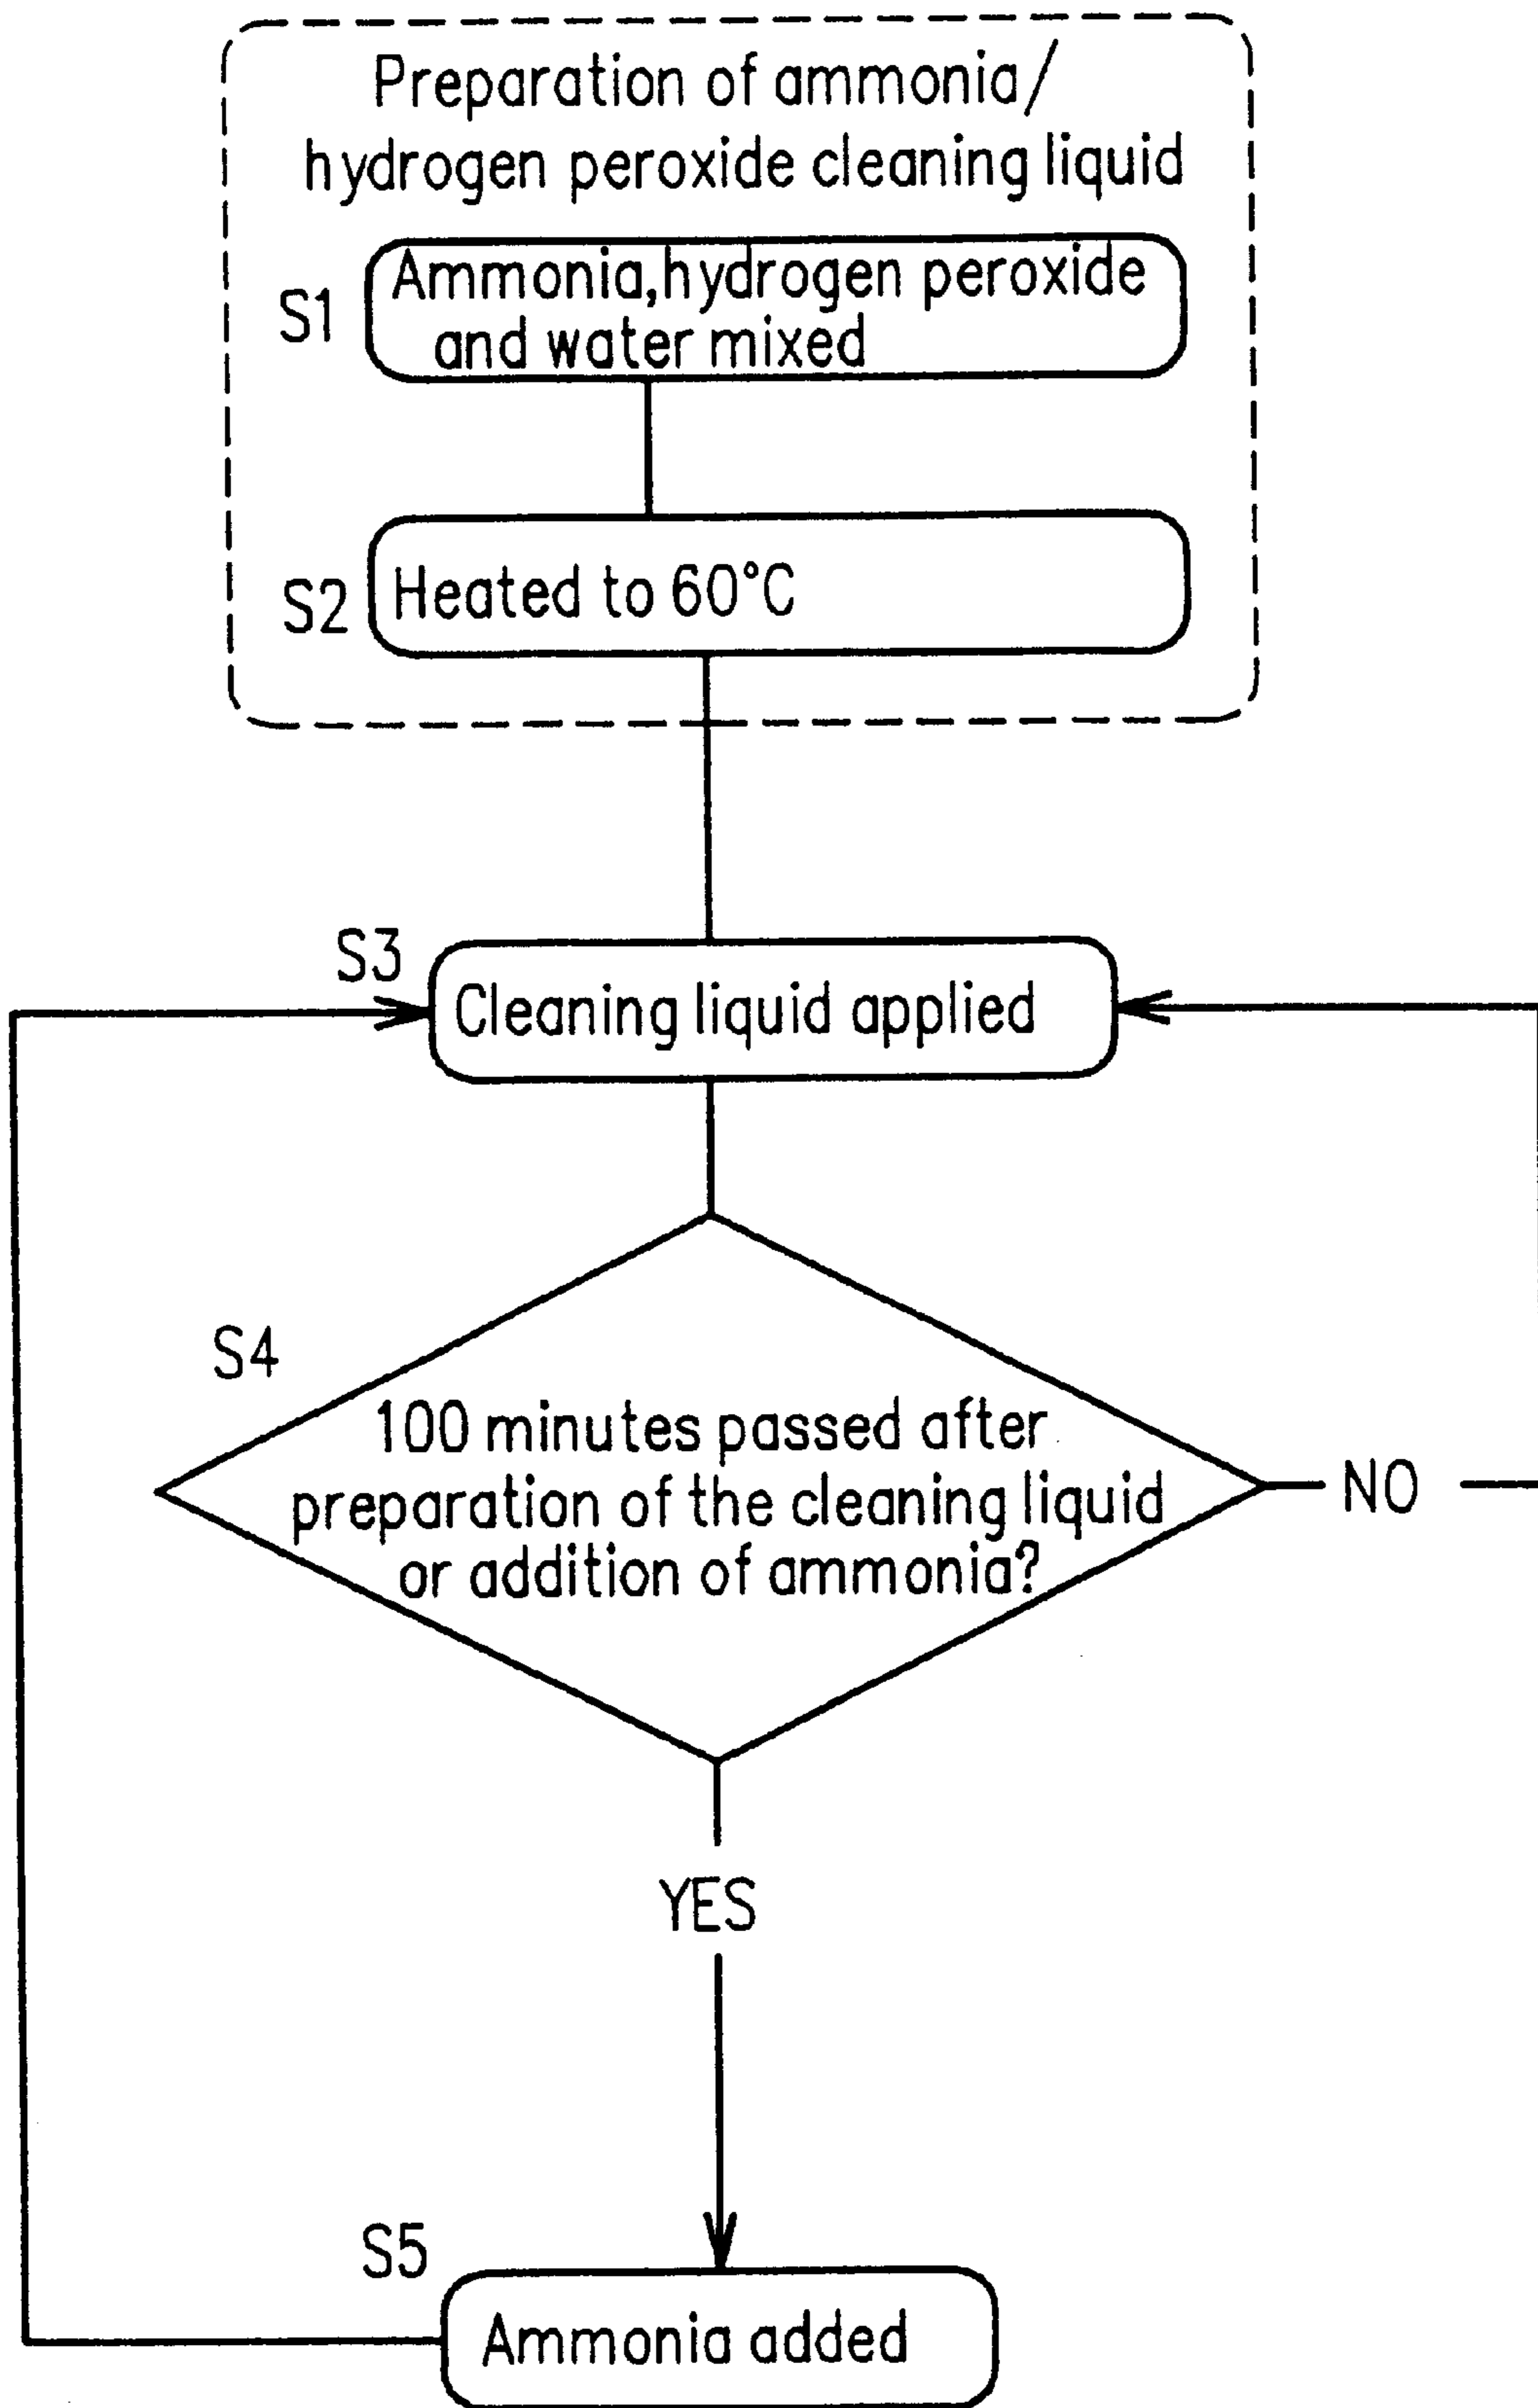 Preparation of ammonia/
hydrogen peroxide cleaning liquid
S1
Ammonia,hydrogen peroxide
and water mixed
S2
Heated to 60°C
S3
Cleaning liquid applied
S4
100 minutes passed after
preparation of the cleaning liquid
or addition of ammonia?
NO
YES
S5
Ammonia added